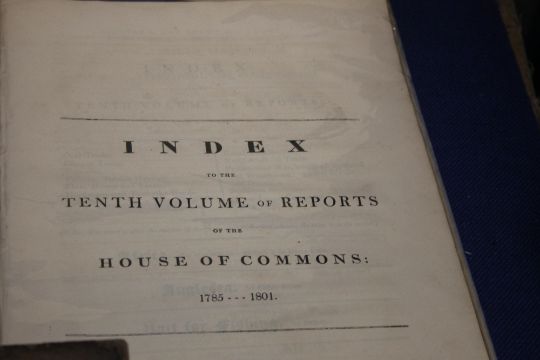 INDEX
TO THE
TENTH VOLUME OF REPORTS
OF THE
HOUSE OF COMMONS:
1785---1801.